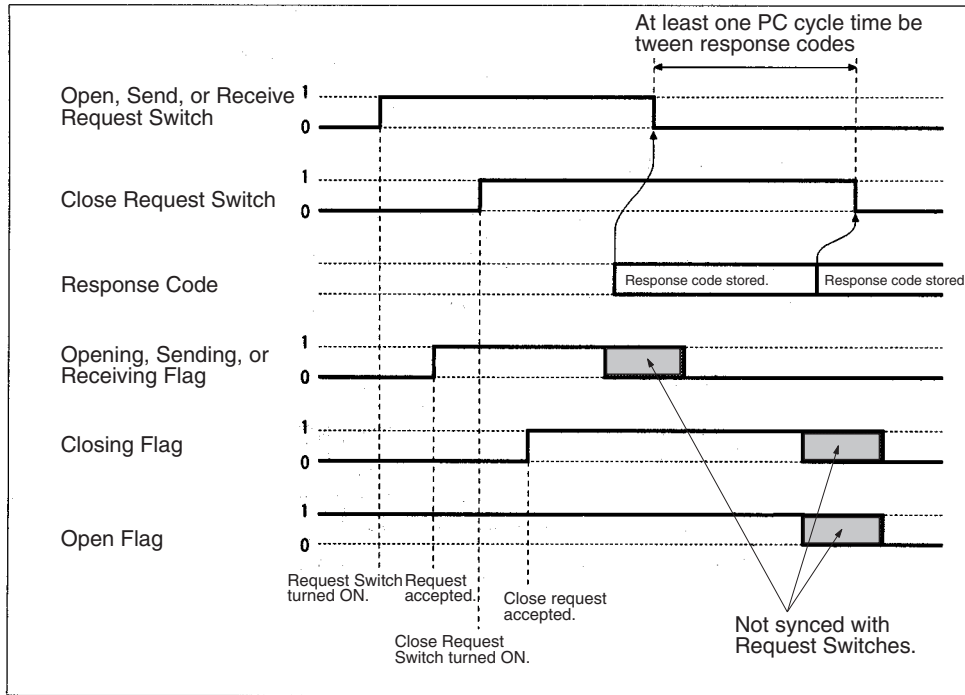 At least one PC cycle time be
tween response codes
Open, Send, or Receive
Request Switch
1
0
Close Request Switch
1
0
Response Code
Response code stored.
Response code stored
Opening, Sending, or
Receiving Flag
1
0
Closing Flag
1
0
Open Flag
1
0
Request Switch
turned ON.
Request
accepted.
Close request
accepted.
Close Request
Switch turned ON.
Not synced with
Request Switches.